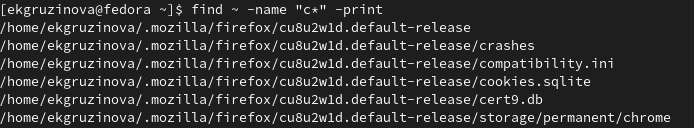 [ekgruzinova@fedora ~]$ find ~ -name "c*" -print
/home/ekgruzinova/.mozilla/firefox/cu8u2w1d.default-release
/home/ekgruzinova/.mozilla/firefox/cu8u2w1d.default-release/crashes
/home/ekgruzinova/.mozilla/firefox/cu8u2w1d.default-release/compatibility.ini
/home/ekgruzinova/.mozilla/firefox/cu8u2w1d.default-release/cookies.sqlite
/home/ekgruzinova/.mozilla/firefox/cu8u2w1d.default-release/cert9.db
/home/ekgruzinova/.mozilla/firefox/cu8u2w1d.default-release/storage/permanent/chrome